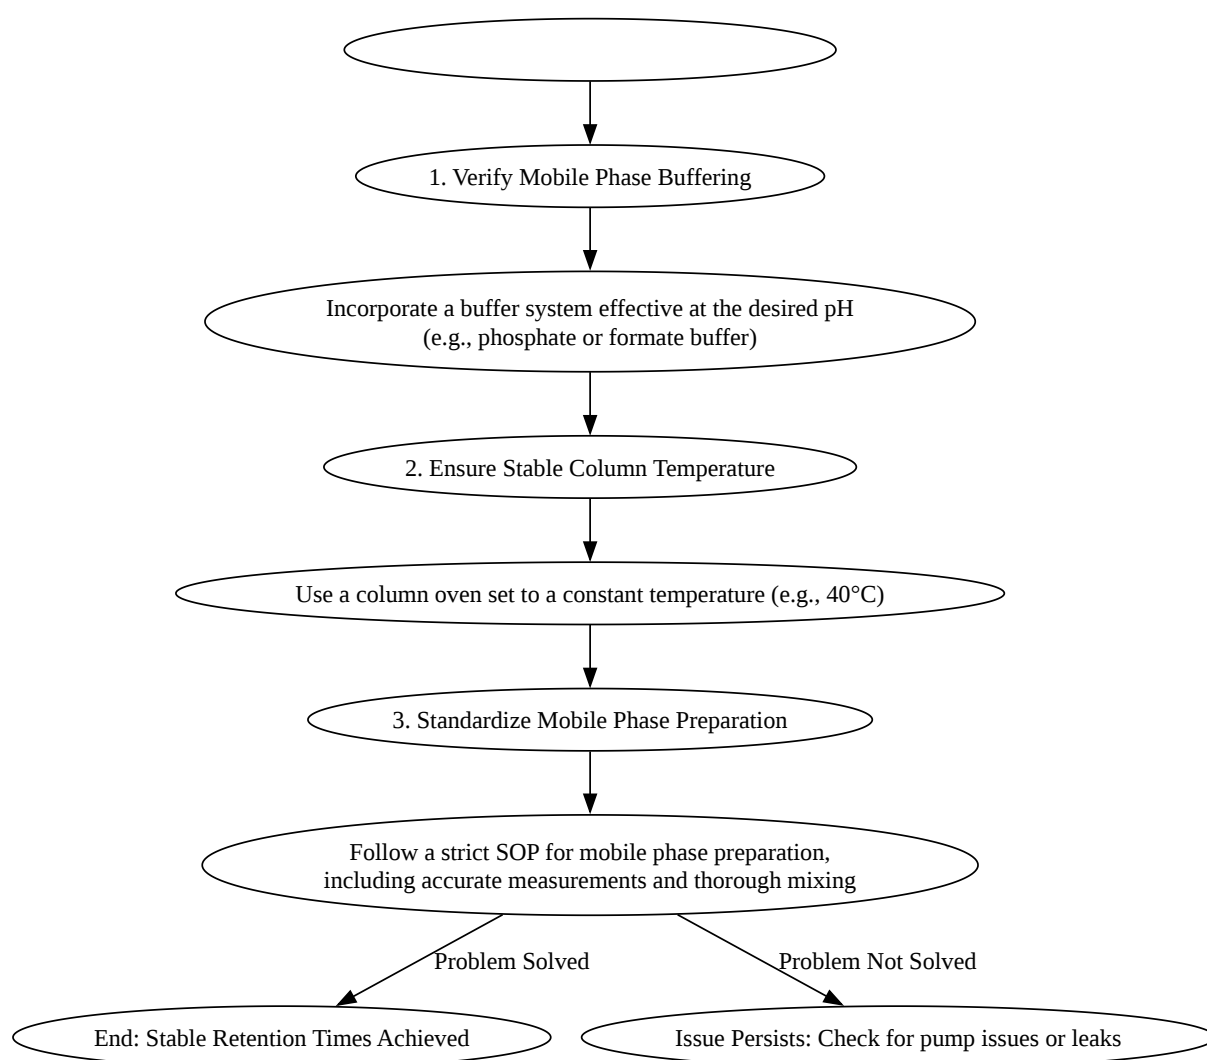 1. Verify Mobile Phase Buffering
Incorporate a buffer system effective at the desired pH
(e.g., phosphate or formate buffer)
2. Ensure Stable Column Temperature
Use a column oven set to a constant temperature (e.g., 40°C)
3. Standardize Mobile Phase Preparation
Follow a strict SOP for mobile phase preparation,
including accurate measurements and thorough mixing
Problem Solved
Problem Not Solved
End: Stable Retention Times Achieved
Issue Persists: Check for pump issues or leaks